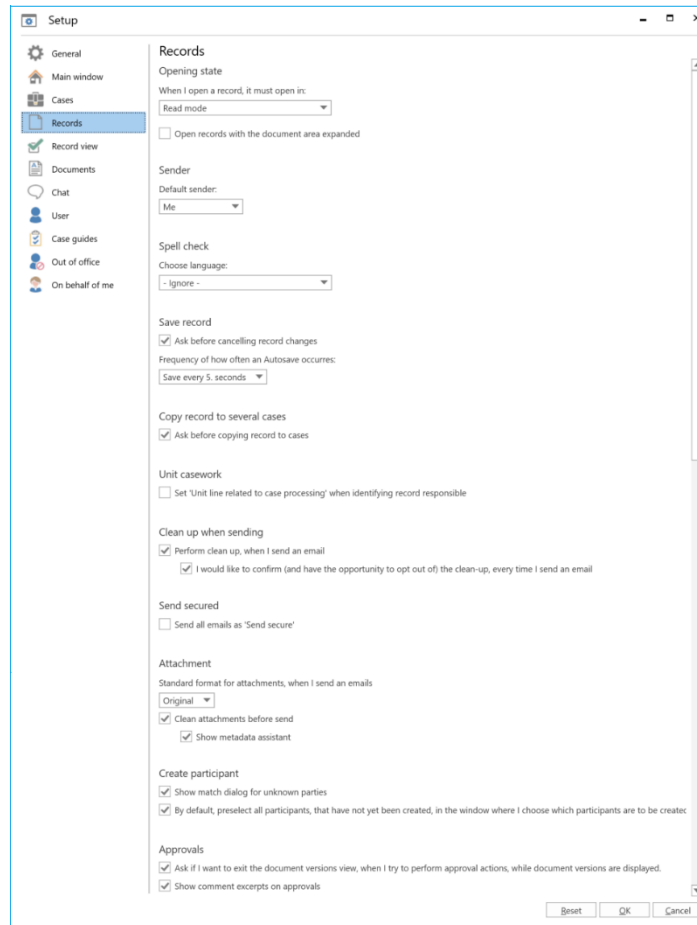 Setup
General
Main window
Cases
Records
Record view
Documents
Chat
User
Case guides
Out of office
On behalf of me
Records
Opening state
When I open a record, it must open in:
Read mode
Open records with the document area expanded
Sender
Default sender:
Me
Spell check
Choose language:
- Ignore -
Save record
Ask before cancelling record changes
Frequency of how often an Autosave occurres:
Save every 5. seconds
Copy record to several cases
Ask before copying record to cases
Unit casework
Set 'Unit line related to case processing' when identifying record responsible
Clean up when sending
Perform clean up, when I send an email
I would like to confirm (and have the opportunity to opt out of) the clean-up, every time I send an email
Send secured
Send all emails as 'Send secure'
Attachment
Standard format for attachments, when I send an emails
Original
Clean attachments before send
Show metadata assistant
Create participant
Show match dialog for unknown parties
By default, preselect all participants, that have not yet been created, in the window where I choose which participants are to be created
Approvals
Ask if I want to exit the document versions view, when I try to perform approval actions, while document versions are displayed.
Show comment excerpts on approvals
Reset OK Cancel